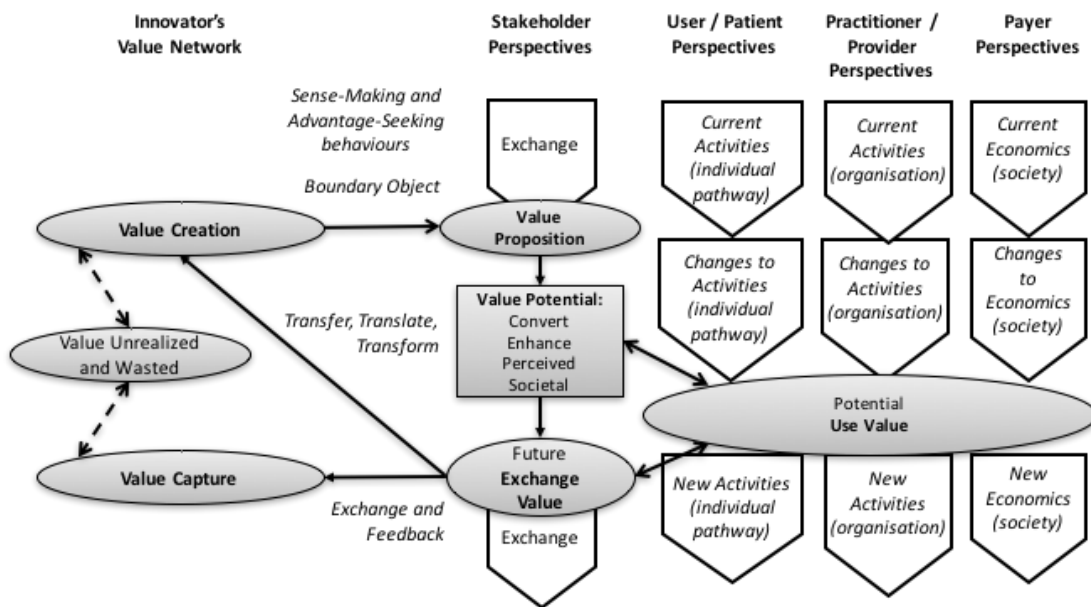 Innovator's
Value Network
Stakeholder
Perspectives
User / Patient
Perspectives
Practitioner /
Provider
Perspectives
Payer
Perspectives
Sense-Making and
Advantage-Seeking
behaviours
Boundary Object
Exchange
Current
Activities
(individual
pathway)
Current
Activities
(organisation)
Current
Economics
(society)
Value Creation
Value
Proposition
Changes to
Activities
(individual
pathway)
Changes to
Activities
(organisation)
Changes
to
Economics
(society)
Value Unrealized
and Wasted
Transfer, Translate,
Transform
Value Potential:
Convert
Enhance
Perceived
Societal
Potential
Use Value
Value Capture
Future
Exchange
Value
Exchange and
Feedback
Exchange
New Activities
(individual
pathway)
New
Activities
(organisation)
New
Economics
(society)